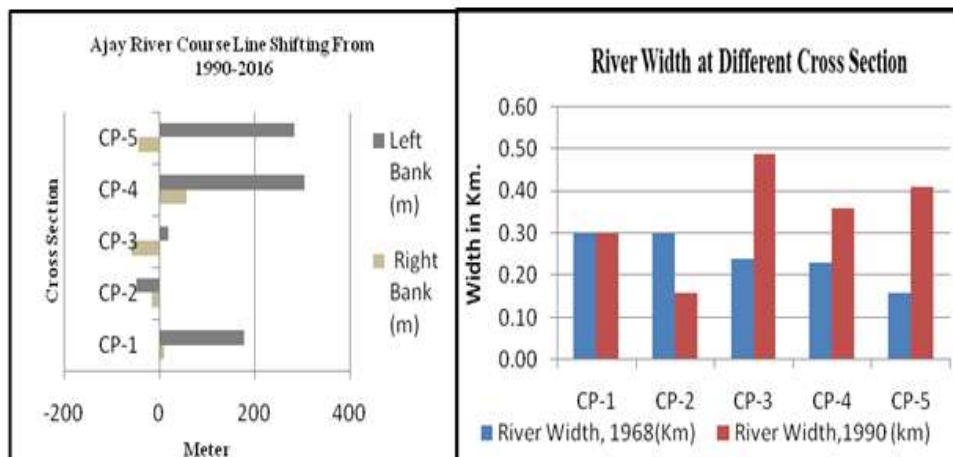 Ajay River Course Line Shifting From
1990-2016
Cross Section
CP-5
CP-4
CP-3
CP-2
CP-1
-200 0 200 400
Meter
Left
Bank
(m)
Right
Bank
(m)
River Width at Different Cross Section
Width in Km.
0.60
0.50
0.40
0.30
0.20
0.10
0.00
CP-1 CP-2 CP-3 CP-4 CP-5
River Width, 1968(Km) River Width,1990 (km)